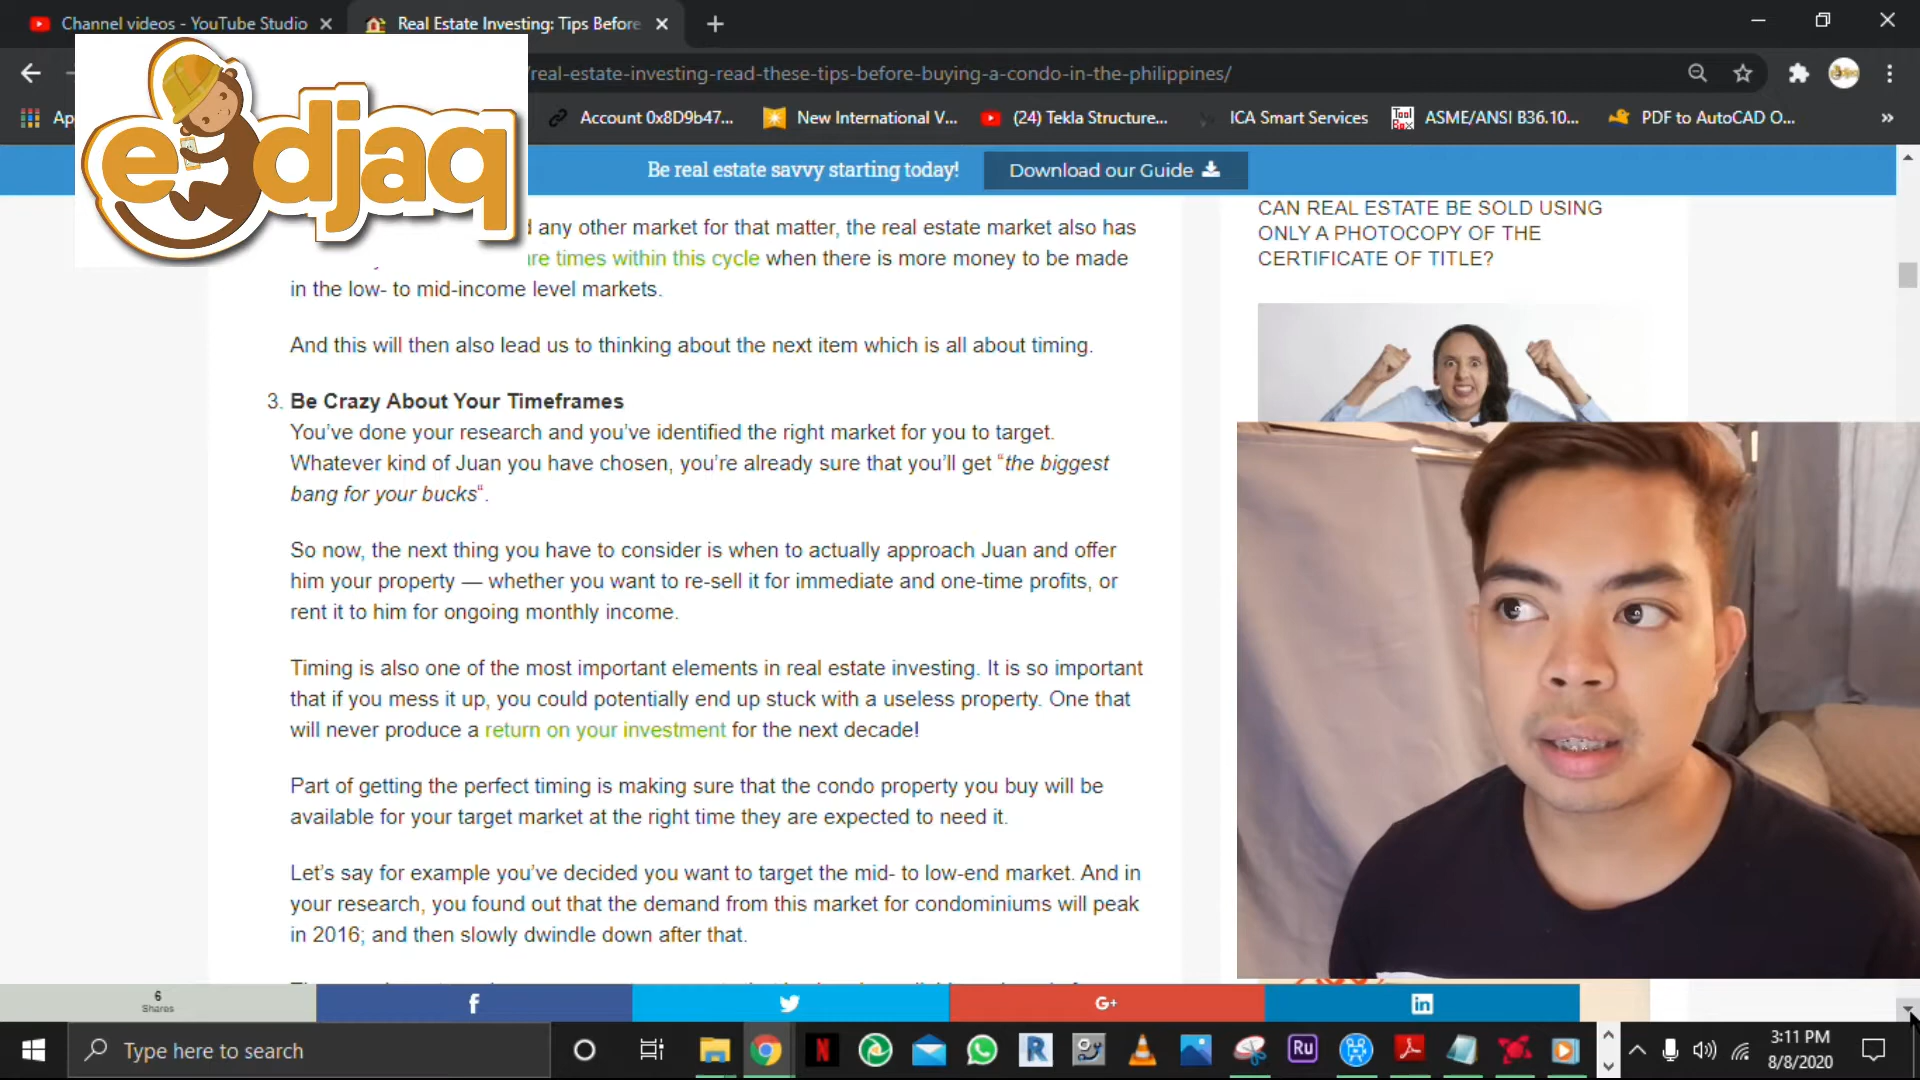 Channel videos - YouTube Studio
Real Estate Investing: Tips Before
/real-estate-investing-read-these-tips-before-buying-a-condo-in-the-philippines/
Account 0x8D9b47...
New International V...
(24) Tekla Structure...
ICA Smart Services
Tool Box
ASME/ANSI B36.10...
PDF to AutoCAD O...
»
edjaq
Be real estate savvy starting today!
Download our Guide
any other market for that matter, the real estate market also has
times within this cycle when there is more money to be made
in the low- to mid-income level markets.
And this will then also lead us to thinking about the next item which is all about timing.
3. Be Crazy About Your Timeframes
You’ve done your research and you’ve identified the right market for you to target.
Whatever kind of Juan you have chosen, you’re already sure that you’ll get “the biggest
bang for your bucks“.
So now, the next thing you have to consider is when to actually approach Juan and offer
him your property — whether you want to re-sell it for immediate and one-time profits, or
rent it to him for ongoing monthly income.
Timing is also one of the most important elements in real estate investing. It is so important
that if you mess it up, you could potentially end up stuck with a useless property. One that
will never produce a return on your investment for the next decade!
Part of getting the perfect timing is making sure that the condo property you buy will be
available for your target market at the right time they are expected to need it.
Let’s say for example you’ve decided you want to target the mid- to low-end market. And in
your research, you found out that the demand from this market for condominiums will peak
in 2016; and then slowly dwindle down after that.
CAN REAL ESTATE BE SOLD USING
ONLY A PHOTOCOPY OF THE
CERTIFICATE OF TITLE?
6
Shares
f
G+
in
Type here to search
N
R
Ru
3:11 PM
8/8/2020